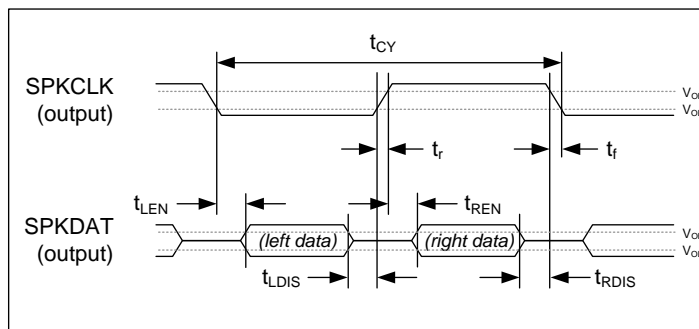 tCY
SPKCLK
(output)
tr
tf
tLEN
tREN
SPKDAT
(output)
(left data)
(right data)
tLDIS
tRDIS